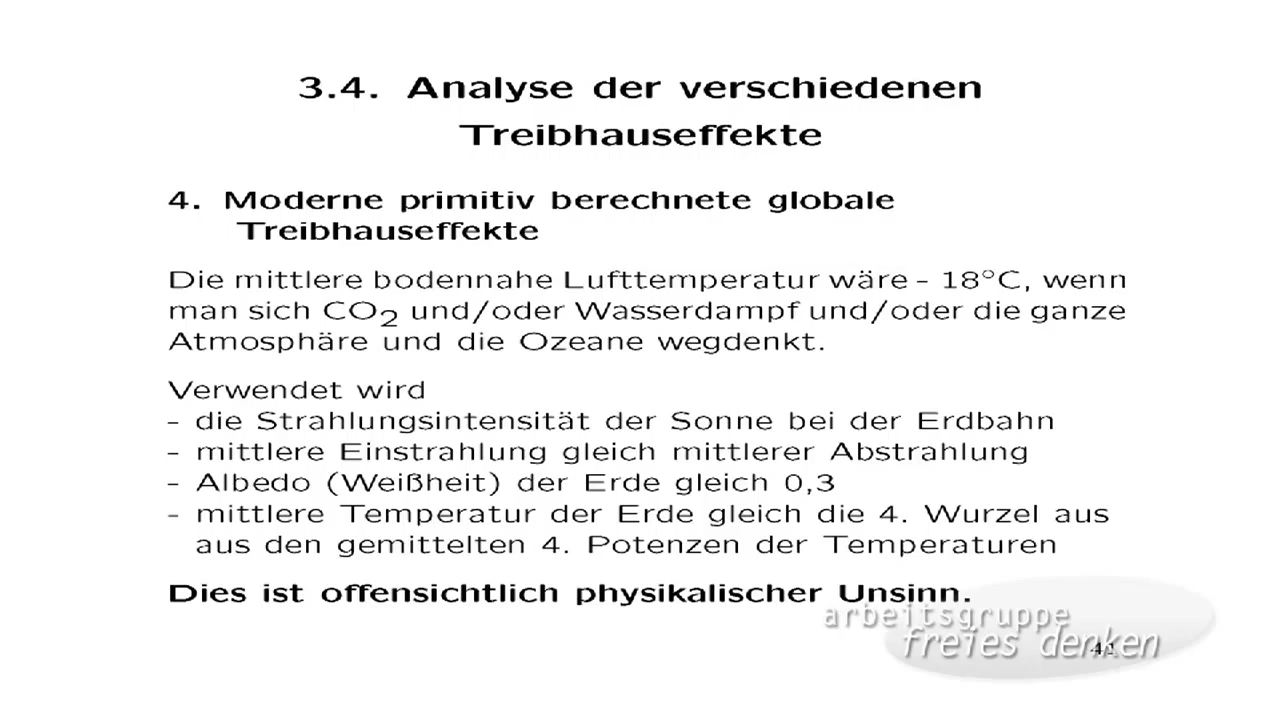 3.4. Analyse der verschiedenen
Treibhauseffekte
4. Moderne primitiv berechnete globale
Treibhauseffekte
Die mittlere bodennahe Lufttemperatur wäre - 18°C, wenn
man sich CO₂ und/oder Wasserdampf und/oder die ganze
Atmosphäre und die Ozeane wegdenkt.
Verwendet wird
- die Strahlungsintensität der Sonne bei der Erdbahn
- mittlere Einstrahlung gleich mittlerer Abstrahlung
- Albedo (Weißheit) der Erde gleich 0,3
- mittlere Temperatur der Erde gleich die 4. Wurzel aus
aus den gemittelten 4. Potenzen der Temperaturen
Dies ist offensichtlich physikalischer Unsinn.
arbeitsgruppe
freies denken